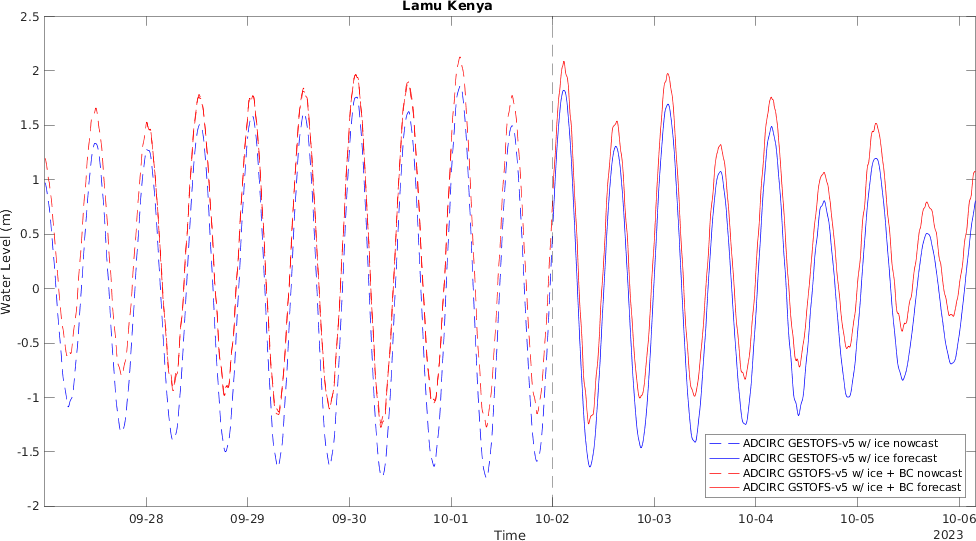 Lamu Kenya
2.5
2
1.5
1
0.5
0
-0.5
-1
-1.5
-2
Water Level (m)
09-28 09-29 09-30 10-01 10-02 10-03 10-04 10-05 10-06
Time
2023
ADCIRC GESTOFS-v5 w/ ice nowcast
ADCIRC GESTOFS-v5 w/ ice forecast
ADCIRC GSTOFS-v5 w/ ice + BC nowcast
ADCIRC GSTOFS-v5 w/ ice + BC forecast